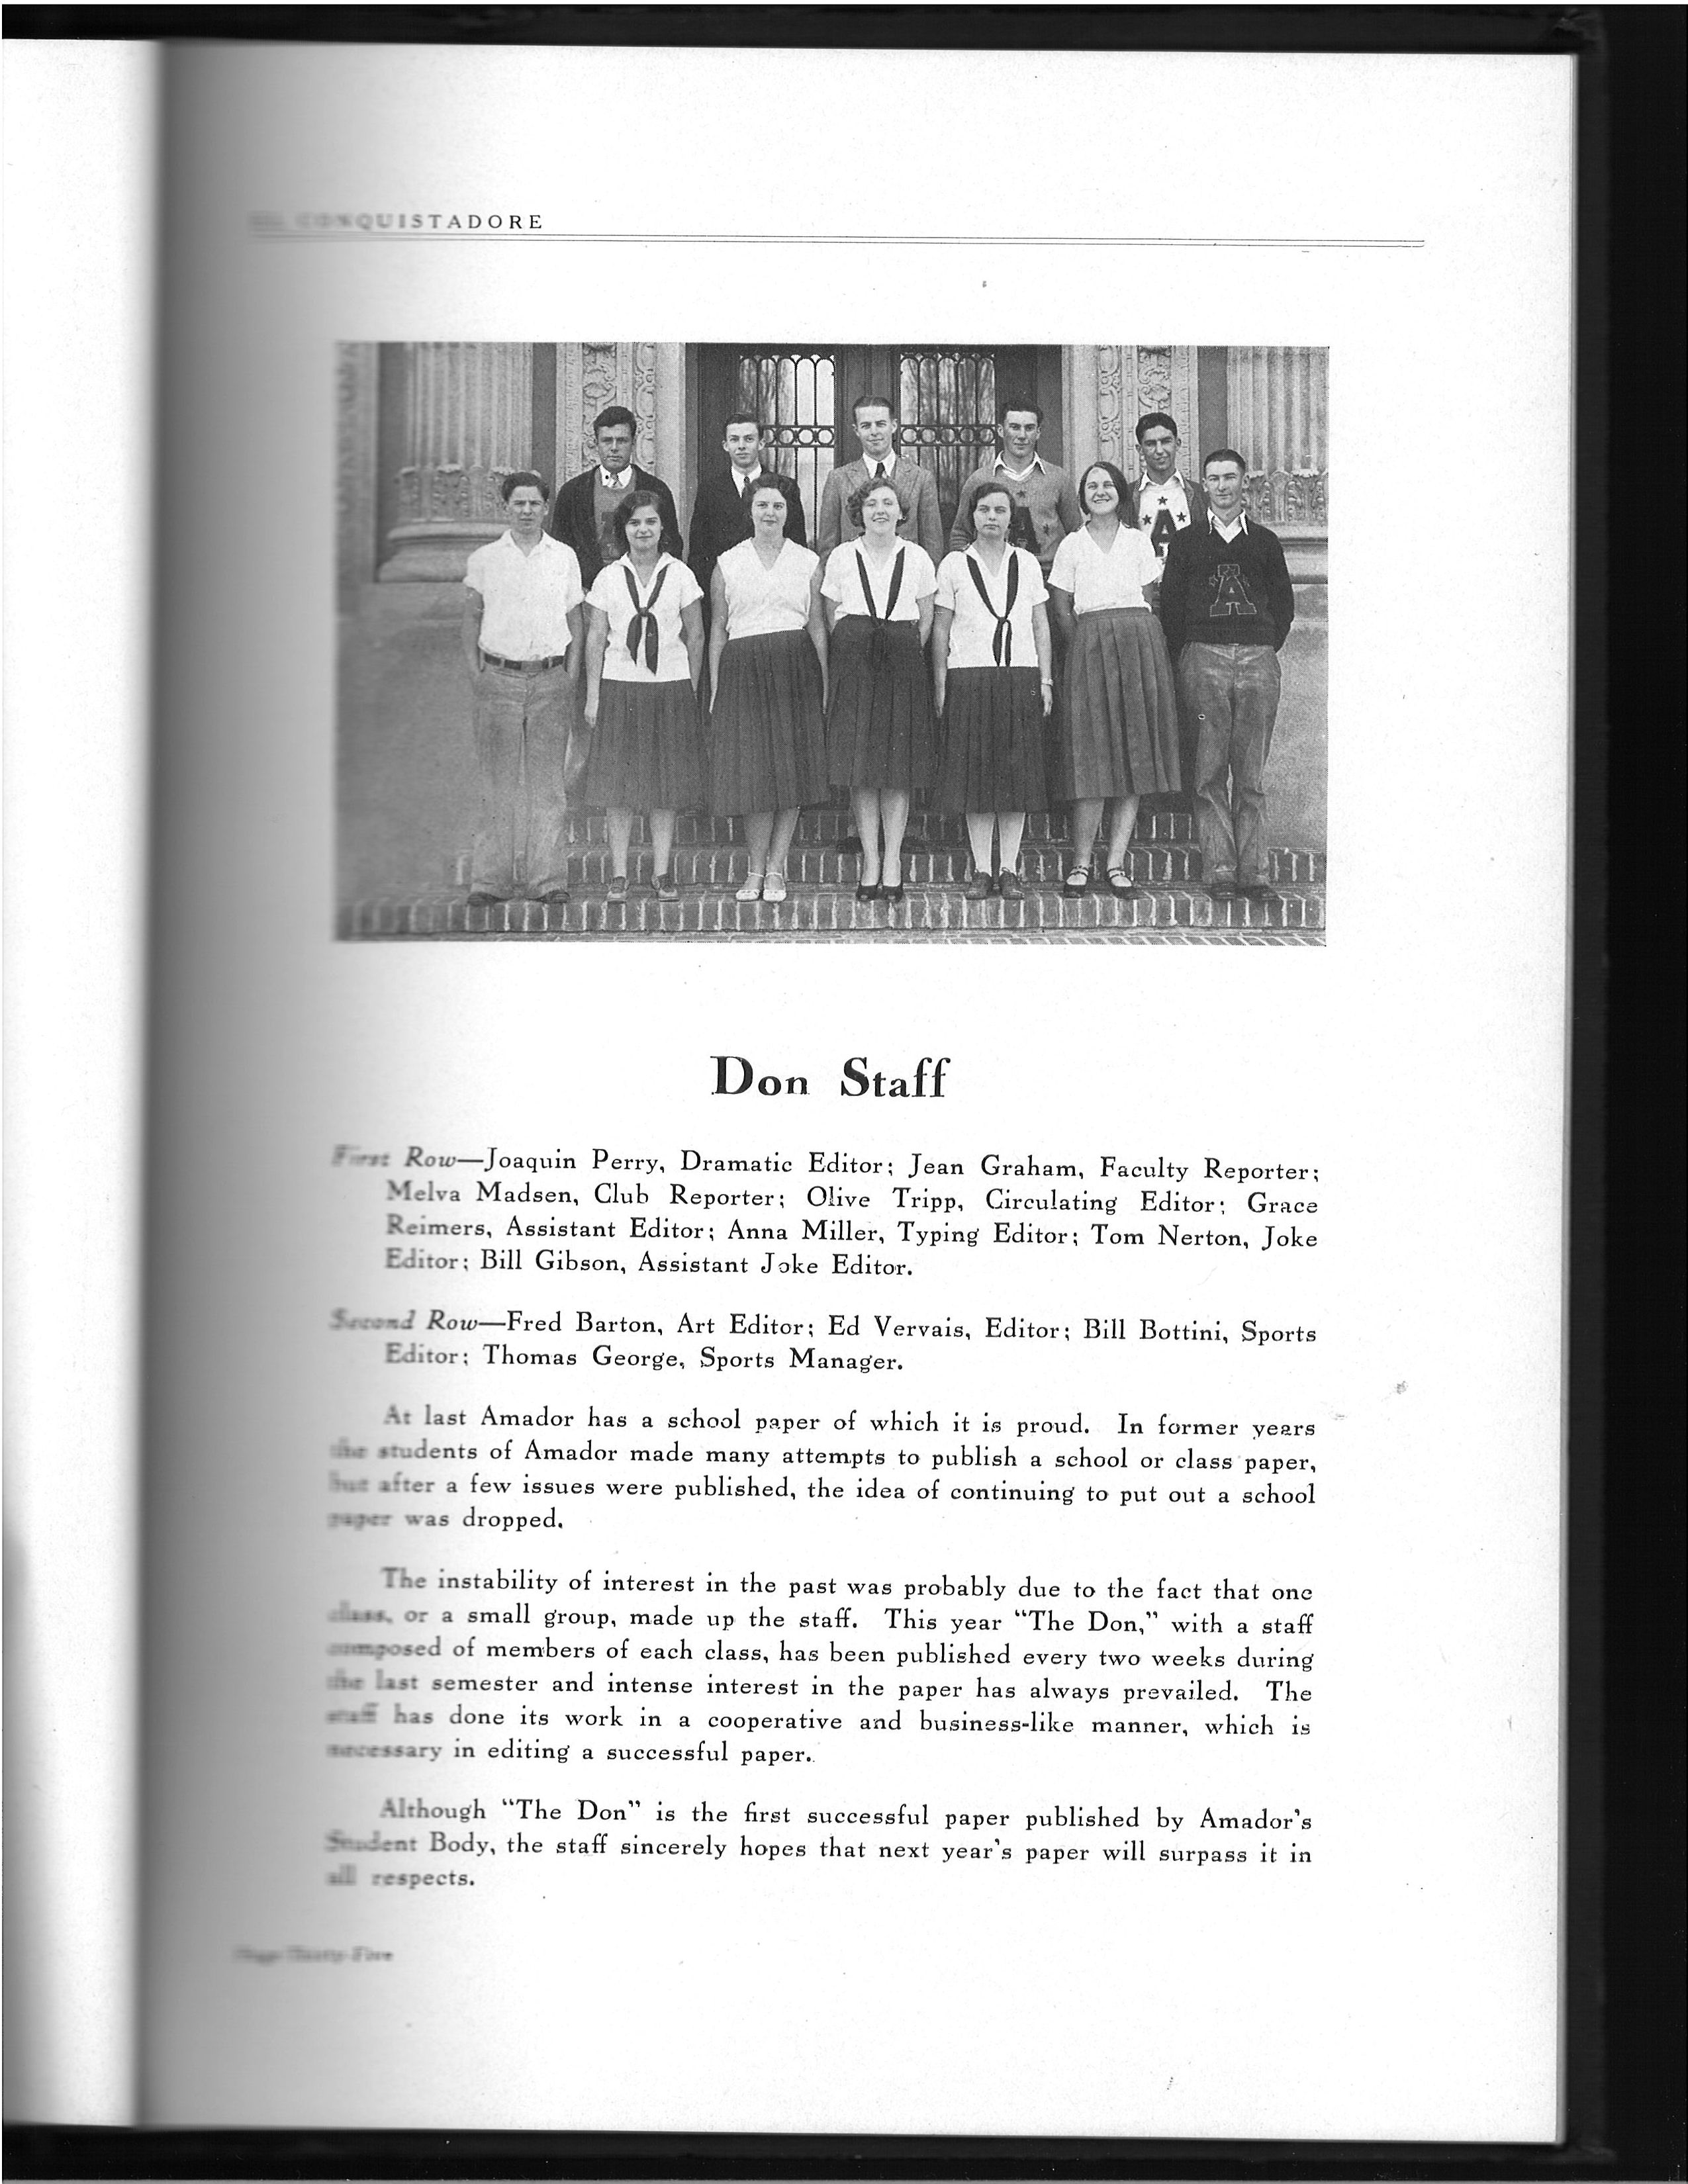 EL CONQUISTADORE
Don Staff
First Row—Joaquin Perry, Dramatic Editor; Jean Graham, Faculty Reporter;
Melva Madsen, Club Reporter; Olive Tripp, Circulating Editor; Grace
Reimers, Assistant Editor; Anna Miller, Typing Editor; Tom Nerton, Joke
Editor; Bill Gibson, Assistant Joke Editor.
Second Row—Fred Barton, Art Editor; Ed Vervais, Editor; Bill Bottini, Sports
Editor; Thomas George, Sports Manager.
At last Amador has a school paper of which it is proud. In former years
the students of Amador made many attempts to publish a school or class paper,
but after a few issues were published, the idea of continuing to put out a school
paper was dropped.
The instability of interest in the past was probably due to the fact that one
class, or a small group, made up the staff. This year "The Don," with a staff
composed of members of each class, has been published every two weeks during
the last semester and intense interest in the paper has always prevailed. The
staff has done its work in a cooperative and business-like manner, which is
necessary in editing a successful paper.
Although "The Don" is the first successful paper published by Amador's
Student Body, the staff sincerely hopes that next year's paper will surpass it in
all respects.
Page Thirty-Five